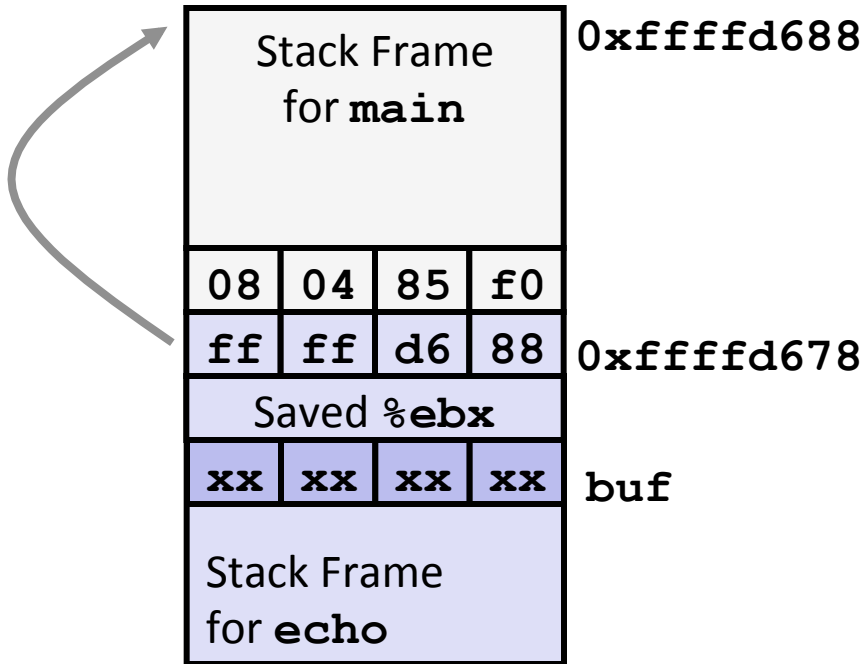 Stack Frame
for main
0xffffd688
08 04 85 f0
ff ff d6 88
0xffffd678
Saved %ebx
xx xx xx xx
buf
Stack Frame
for echo